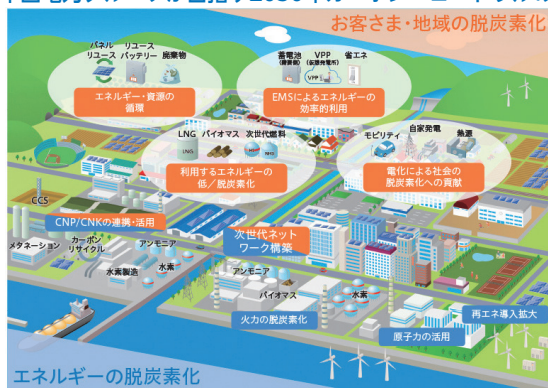 お客さま・地域の脱炭素化
パネル
リユース
リユース
バッテリー
廃棄物
エネルギー・資源の
循環
蓄電池
VPP
(仮想発電所)
省エネ
VPP
EMSによるエネルギーの
効率的利用
LNG
バイオマス
次世代燃料
LNG
利用するエネルギーの
低/脱炭素化
モビリティ
自家発電
熱源
電化による社会の
脱炭素化への貢献
CCS
CNP/CNKの連携・活用
メタネーション
カーボン
リサイクル
アンモニア
水素製造
水素
次世代ネット
ワーク構築
アンモニア
バイオマス
水素
火力の脱炭素化
原子力の活用
再エネ導入拡大
エネルギーの脱炭素化